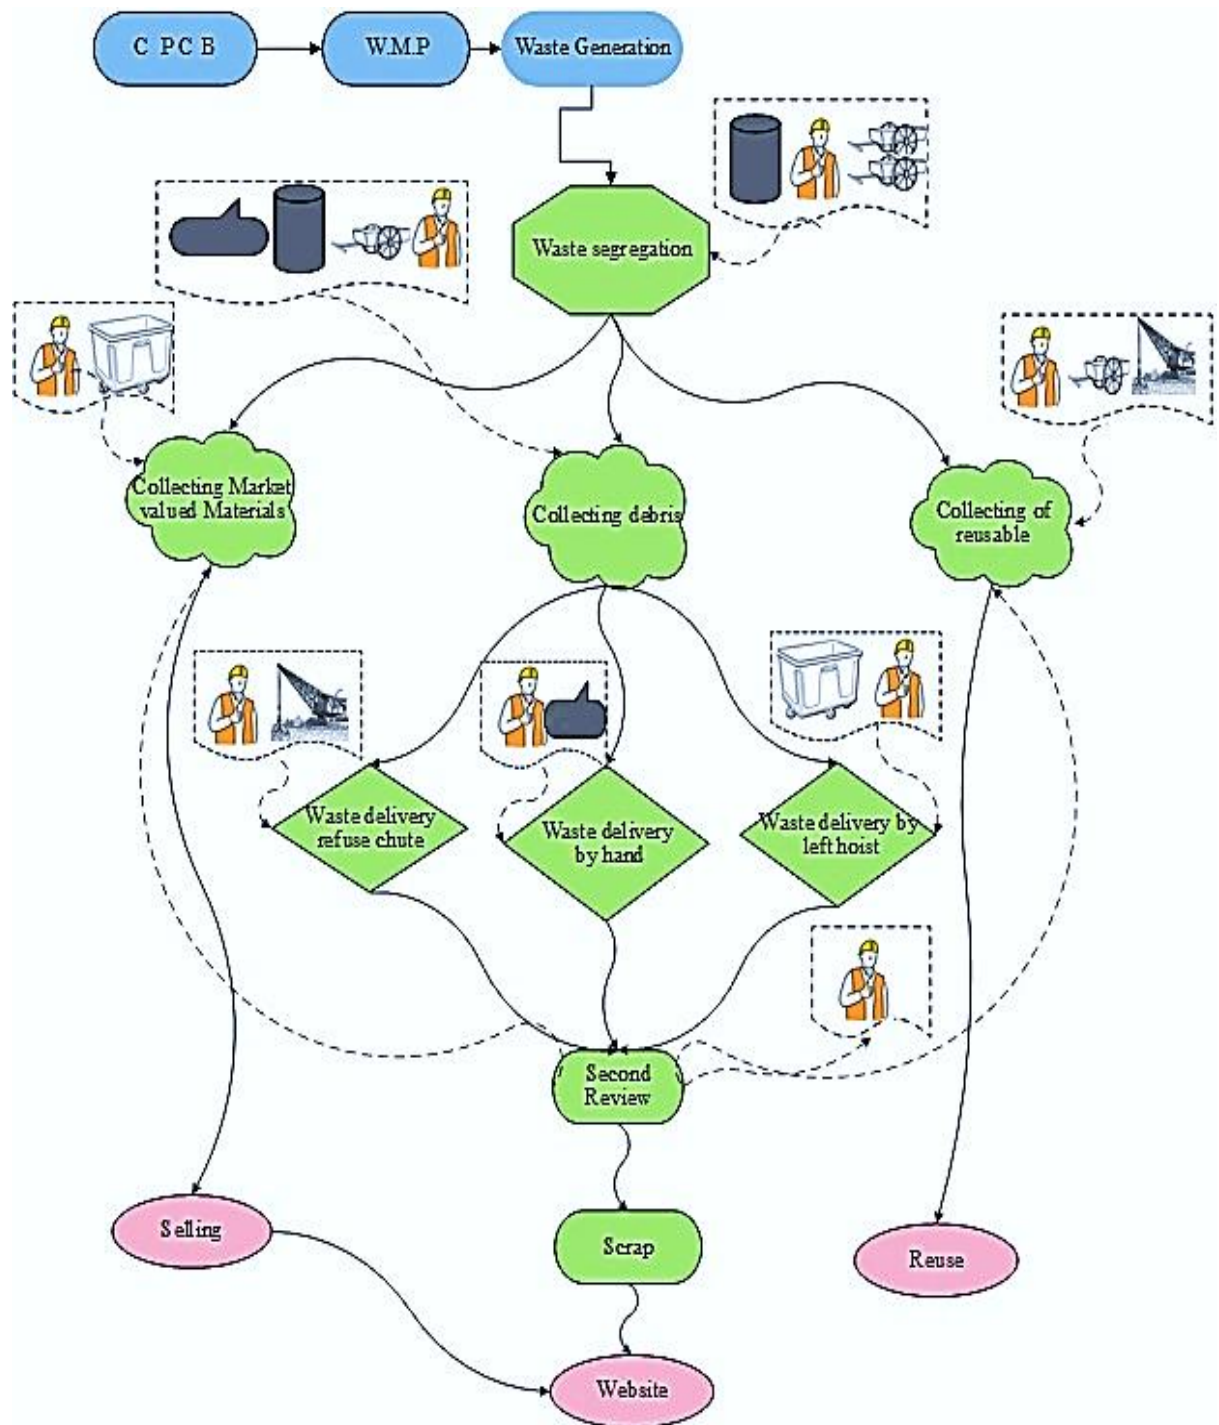 C PC B
W.M.P
Waste Generation
Waste segregation
Collecting Market
valued Materials
Collecting debris
Collecting of
reusable
Waste delivery
refuse chute
Waste delivery
by hand
Waste delivery by
left hoist
Second
Review
Selling
Scrap
Reuse
Website